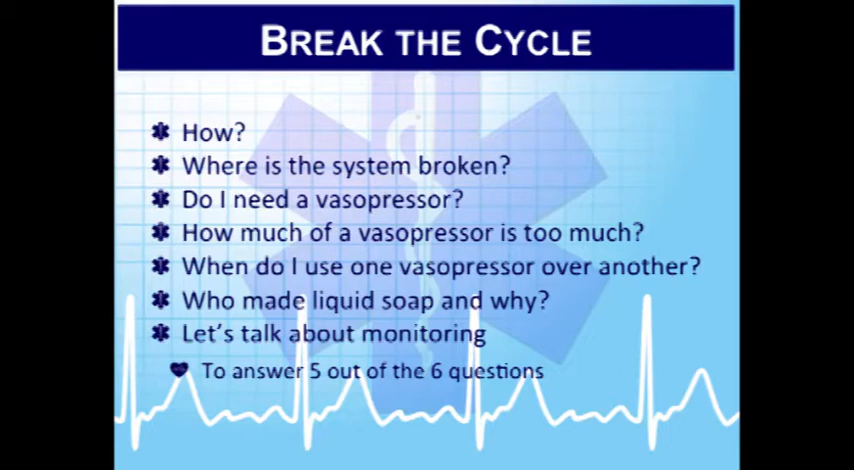 BREAK THE CYCLE
How?
Where is the system broken?
Do I need a vasopressor?
How much of a vasopressor is too much?
When do I use one vasopressor over another?
Who made liquid soap and why?
Let's talk about monitoring
To answer 5 out of the 6 questions